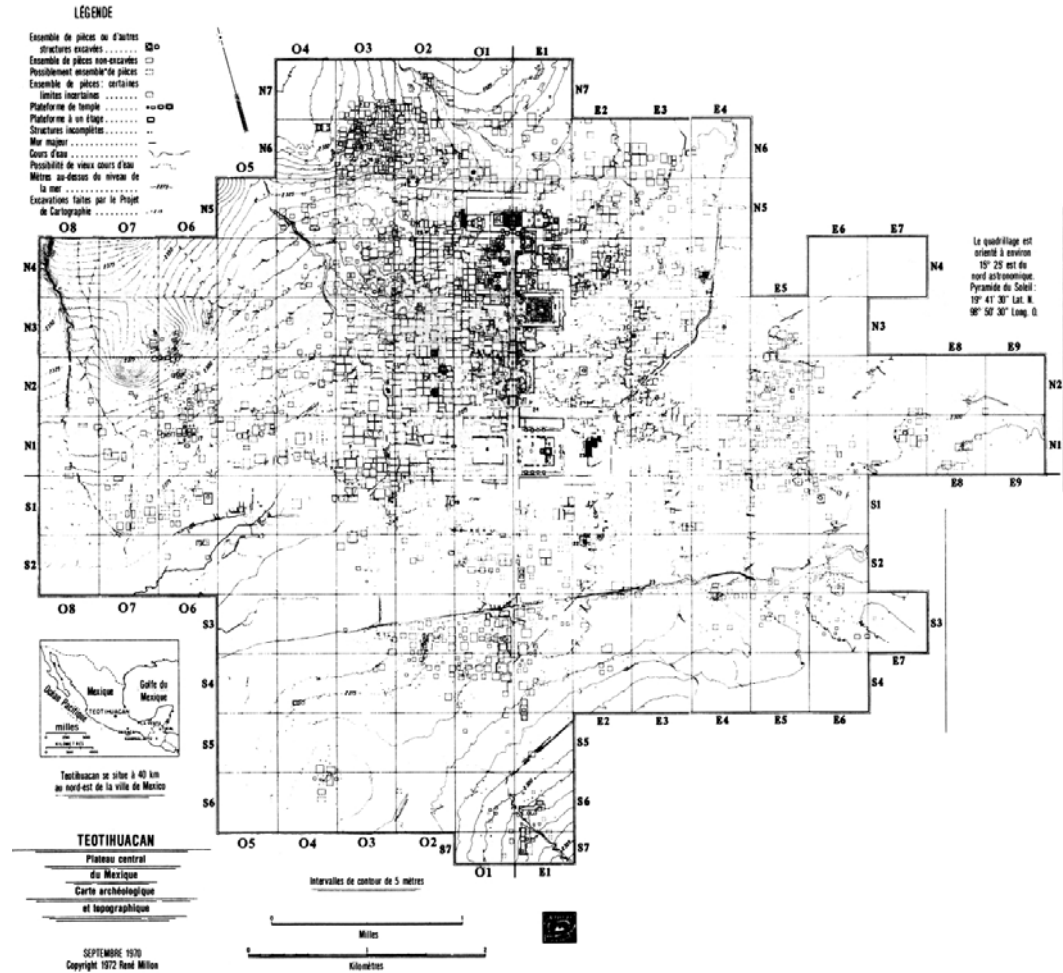 LÉGENDE
Ensemble de pièces ou d'autres
structures excavées ........
Ensemble de pièces non-excavées
Possiblement ensemble de pièces
Ensemble de pièces: certaines
limites incertaines ........
Plateforme de temple ....
Plateforme à un étage .....
Structures incomplètes .....
Mur majeur ............
Cours d'eau ............
Possibilité de vieux cours d'eau
Mètres au-dessus du niveau de
la mer ............
Excavations faites par le Projet
de Cartographie .........
O4 O3 O2 O1 E1
N7 N7
E2 E3 E4
N6 N6
O5
N5 N5
O8 O7 O6
E6 E7
N4 N4
Le quadrillage est
orienté à environ
15° 25' est du
nord astronomique.
Pyramide du Soleil:
19° 41' 30" Lat. N.
98° 50' 30" Long. O.
E5
N3 N3
E8 E9
N2 N2
N1 N1
E8 E9
S1 S1
S2 S2
O8 O7 O6
S3 S3
E7
S4 S4
E2 E3 E4 E5 E6
S5 S5
S6 S6
O5 O4 O3 O2 S7 S7
O1 E1
Océan Pacifique
Mexique
Golfe du
Mexique
TEOTIHUACAN
milles
Teotihuacan se situe à 40 km
au nord-est de la ville de Mexico
TEOTIHUACAN
Plateau central
du Mexique
Carte archéologique
et topographique
SEPTEMBRE 1970
Copyright 1972 René Millon
Intervalles de contour de 5 mètres
Milles
Kilomètres